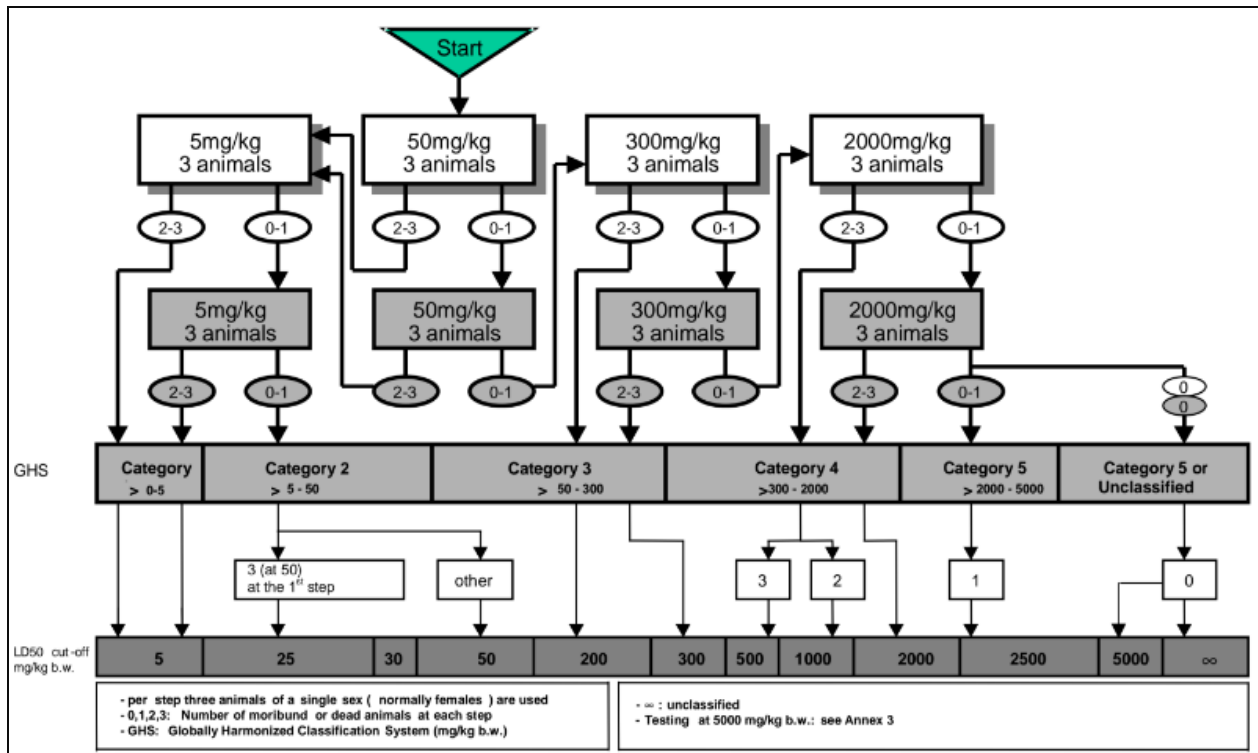 Start
5mg/kg
3 animals
50mg/kg
3 animals
300mg/kg
3 animals
2000mg/kg
3 animals
2-3
0-1
2-3
0-1
2-3
0-1
2-3
0-1
5mg/kg
3 animals
50mg/kg
3 animals
300mg/kg
3 animals
2000mg/kg
3 animals
2-3
0-1
2-3
0-1
2-3
0-1
2-3
0-1
0
0
GHS
Category
> 0-5
Category 2
> 5 - 50
Category 3
> 50 - 300
Category 4
>300 - 2000
Category 5
> 2000 - 5000
Category 5 or
Unclassified
3 (at 50)
at the 1st step
other
3
2
1
0
LD50 cut-off
mg/kg b.w.
5
25
30
50
200
300
500
1000
2000
2500
5000
∞
- per step three animals of a single sex ( normally females ) are used
- 0,1,2,3: Number of moribund or dead animals at each step
- GHS: Globally Harmonized Classification System (mg/kg b.w.)
- ∞ : unclassified
- Testing at 5000 mg/kg b.w.: see Annex 3